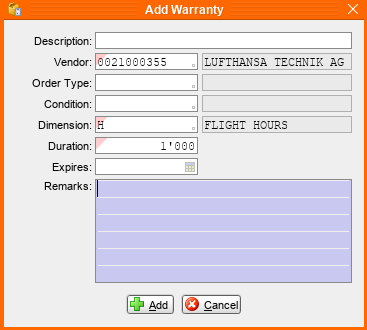 Add Warranty
Description:
Vendor: 0021000355 LUFTHANSA TECHNIK AG
Order Type:
Condition:
Dimension: H FLIGHT HOURS
Duration: 1'000
Expires:
Remarks:
Add Cancel